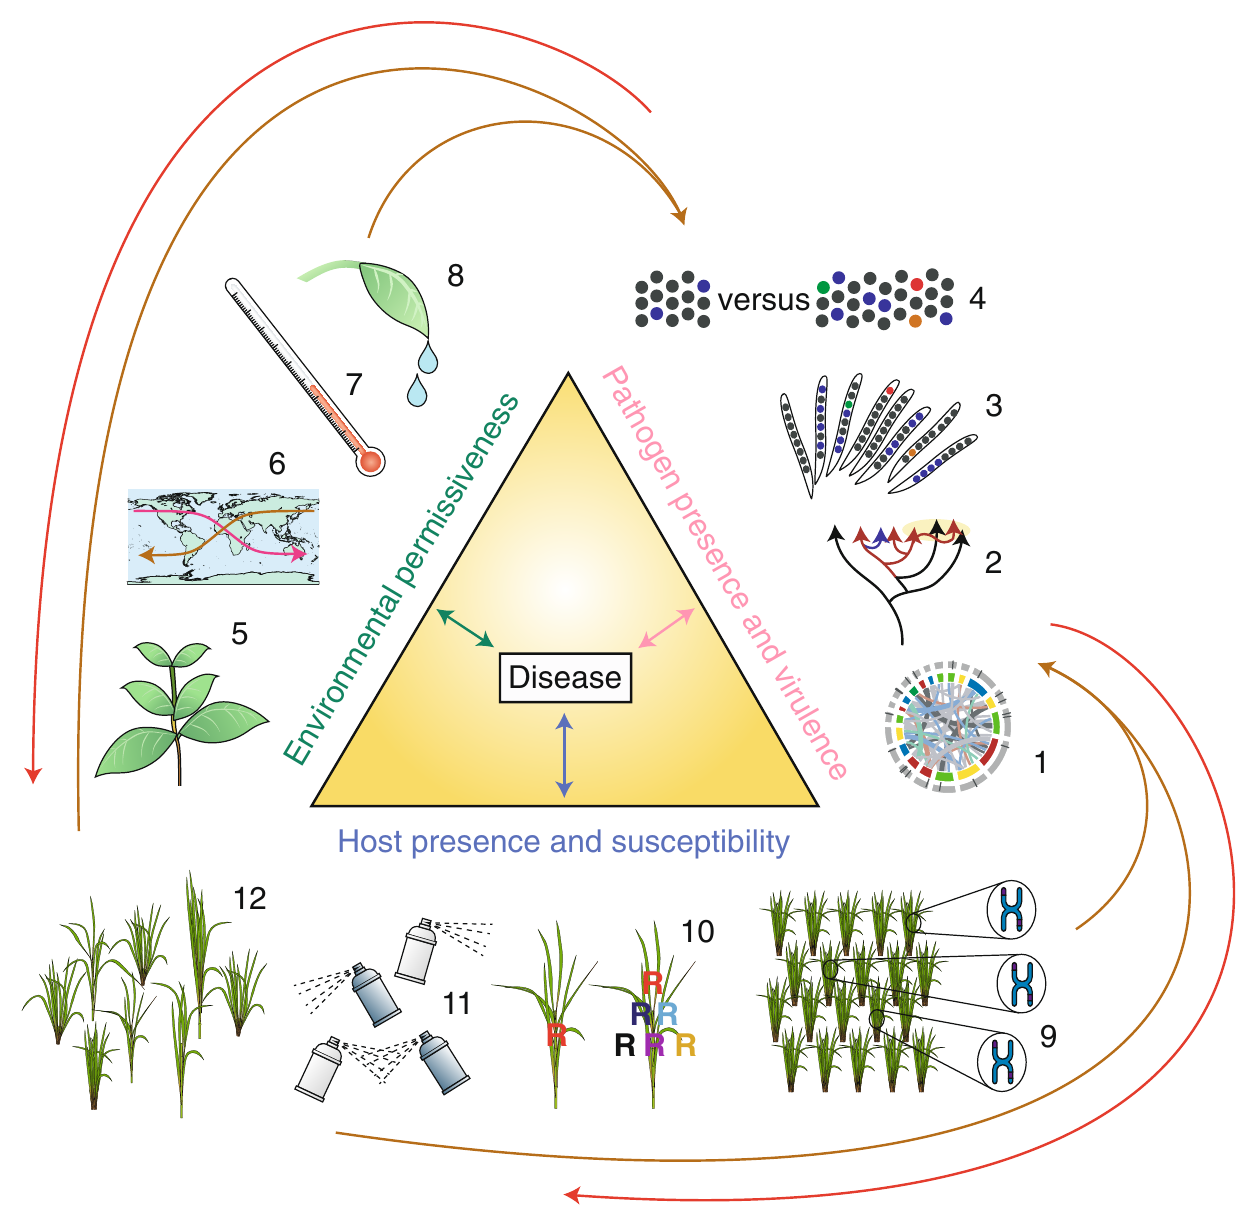 8
versus
4
7
3
6
2
5
1
Environmental permissiveness
Pathogen presence and virulence
Disease
Host presence and susceptibility
12
11
10
R
R
R R
R R R
9